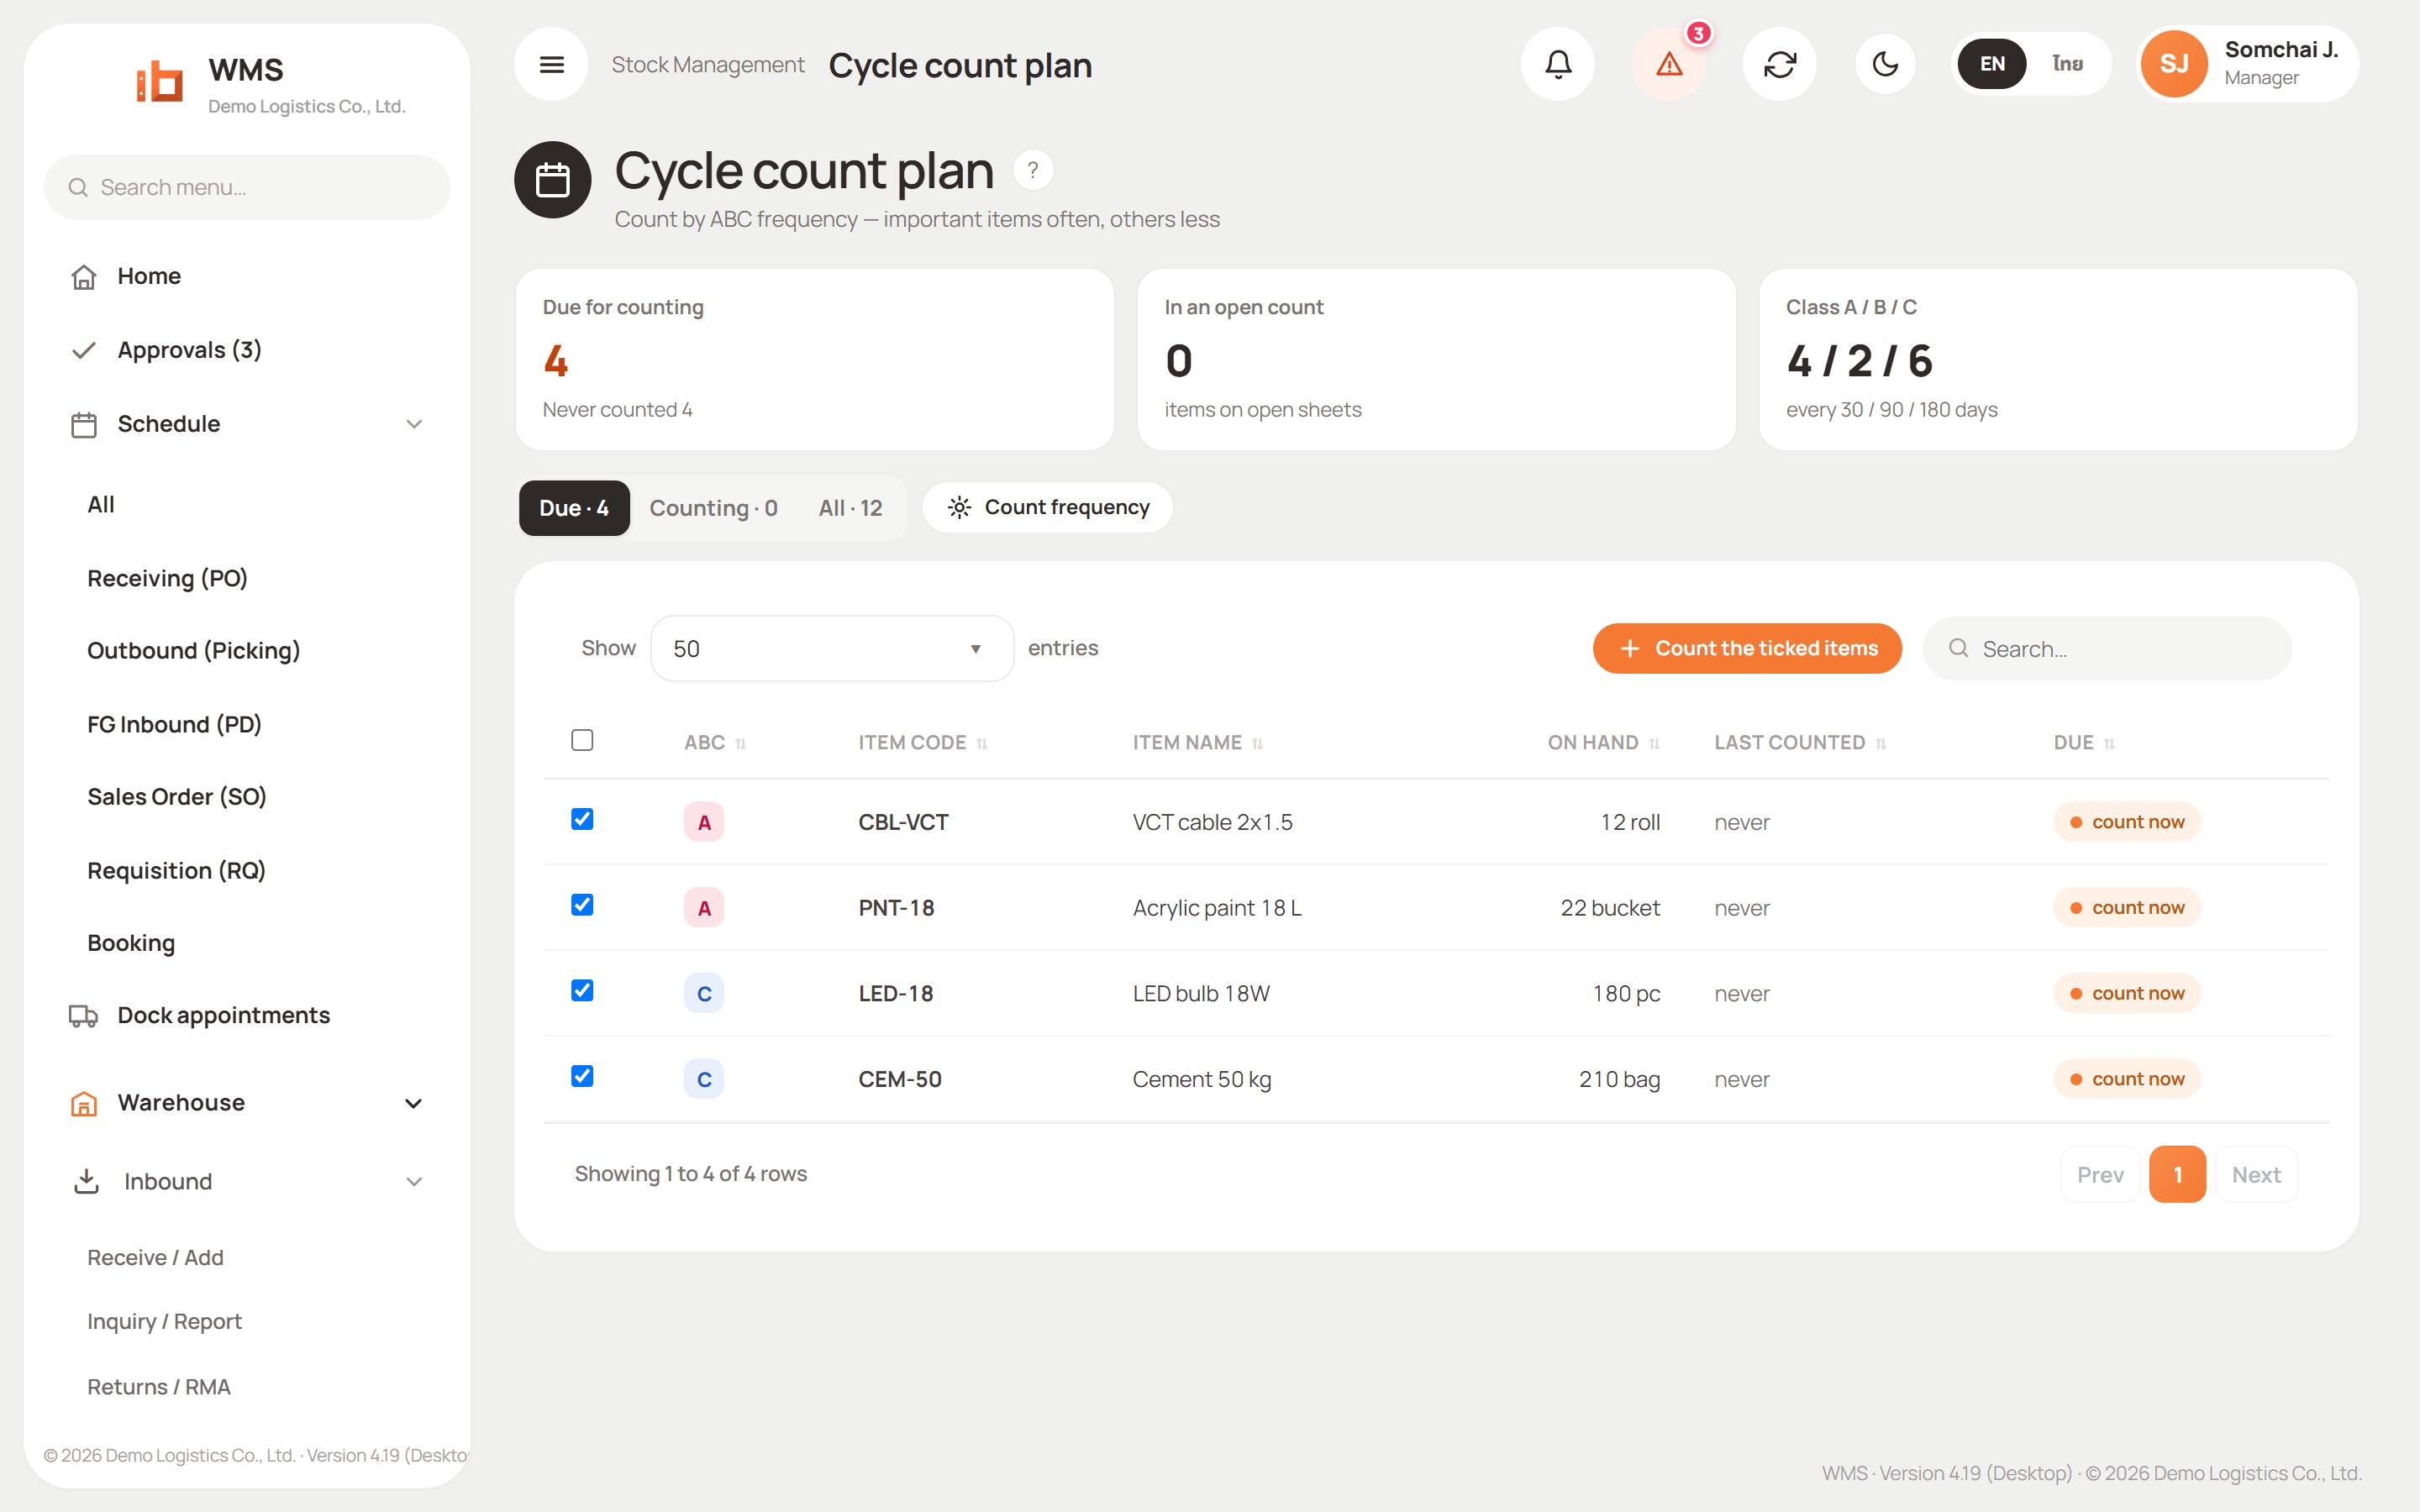 WMS
Demo Logistics Co., Ltd.
Search menu...
Home
Approvals (3)
Schedule
All
Receiving (PO)
Outbound (Picking)
FG Inbound (PD)
Sales Order (SO)
Requisition (RQ)
Booking
Dock appointments
Warehouse
Inbound
Receive / Add
Inquiry / Report
Returns / RMA
© 2026 Demo Logistics Co., Ltd. · Version 4.19 (Deskto
Stock Management Cycle count plan
3
EN ไทย
SJ
Somchai J.
Manager
Cycle count plan ?
Count by ABC frequency — important items often, others less
Due for counting
4
Never counted 4
In an open count
0
items on open sheets
Class A / B / C
4 / 2 / 6
every 30 / 90 / 180 days
Due · 4 Counting · 0 All · 12 Count frequency
Show 50 entries
Count the ticked items
Search...
ABC ITEM CODE ITEM NAME ON HAND LAST COUNTED DUE
A CBL-VCT VCT cable 2x1.5 12 roll never count now
A PNT-18 Acrylic paint 18 L 22 bucket never count now
C LED-18 LED bulb 18W 180 pc never count now
C CEM-50 Cement 50 kg 210 bag never count now
Showing 1 to 4 of 4 rows
Prev 1 Next
WMS · Version 4.19 (Desktop) · © 2026 Demo Logistics Co., Ltd.